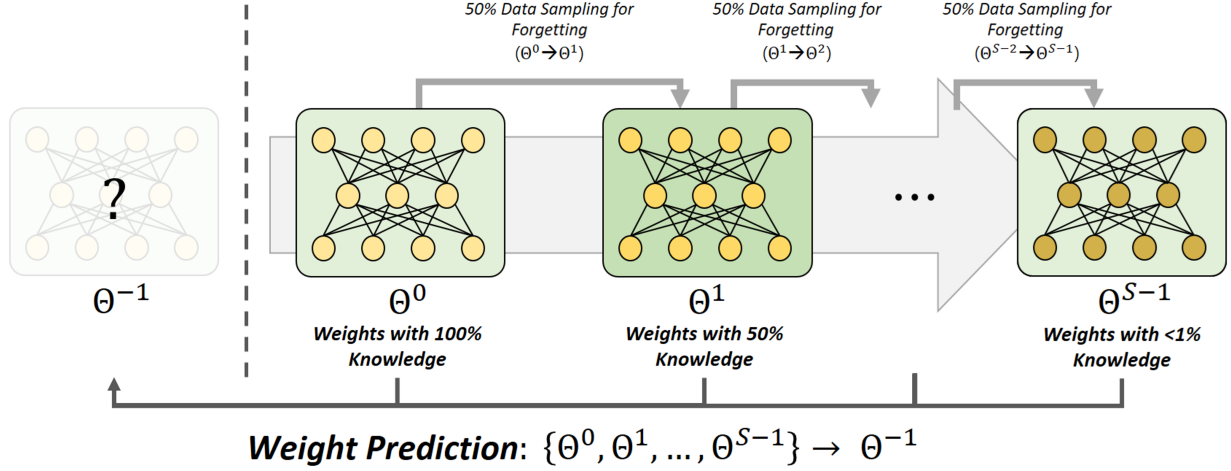 50% Data Sampling for
Forgetting
(Θ⁰→Θ¹)
50% Data Sampling for
Forgetting
(Θ¹→Θ²)
50% Data Sampling for
Forgetting
(Θ^{S−2}→Θ^{S−1})
?
...
Θ⁻¹
Θ⁰
Weights with 100%
Knowledge
Θ¹
Weights with 50%
Knowledge
Θ^{S−1}
Weights with <1%
Knowledge
Weight Prediction: {Θ⁰, Θ¹, ..., Θ^{S−1}} → Θ⁻¹